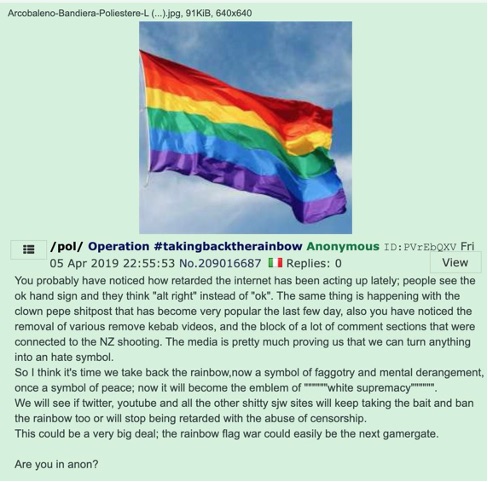 Arcobaleno-Bandiera-Poliestere-L (...).jpg, 91KiB, 640x640
/pol/ Operation #takingbacktherainbow Anonymous ID:PVrEbQXV Fri
05 Apr 2019 22:55:53 No.209016687 Replies: 0 View
You probably have noticed how retarded the internet has been acting up lately; people see the
ok hand sign and they think "alt right" instead of "ok". The same thing is happening with the
clown pepe shitpost that has become very popular the last few day, also you have noticed the
removal of various remove kebab videos, and the block of a lot of comment sections that were
connected to the NZ shooting. The media is pretty much proving us that we can turn anything
into an hate symbol.
So I think it's time we take back the rainbow,now a symbol of faggotry and mental derangement,
once a symbol of peace; now it will become the emblem of """"""white supremacy"""""".
We will see if twitter, youtube and all the other shitty sjw sites will keep taking the bait and ban
the rainbow too or will stop being retarded with the abuse of censorship.
This could be a very big deal; the rainbow flag war could easily be the next gamergate.
Are you in anon?